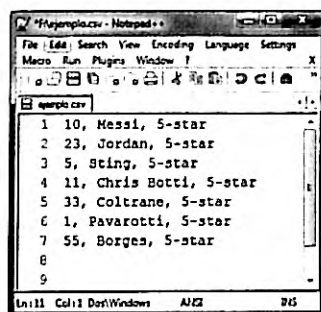 *F:\ejemplo.csv - Notepad++
File Edit Search View Encoding Language Settings
Macro Run Plugins Window ? X
ejemplo.csv
1 10, Messi, 5-star
2 23, Jordan, 5-star
3 5, Sting, 5-star
4 11, Chris Botti, 5-star
5 33, Coltrane, 5-star
6 1, Pavarotti, 5-star
7 55, Borges, 5-star
8
9
Ln:11 Col:1 Dos\Windows ANSI INS